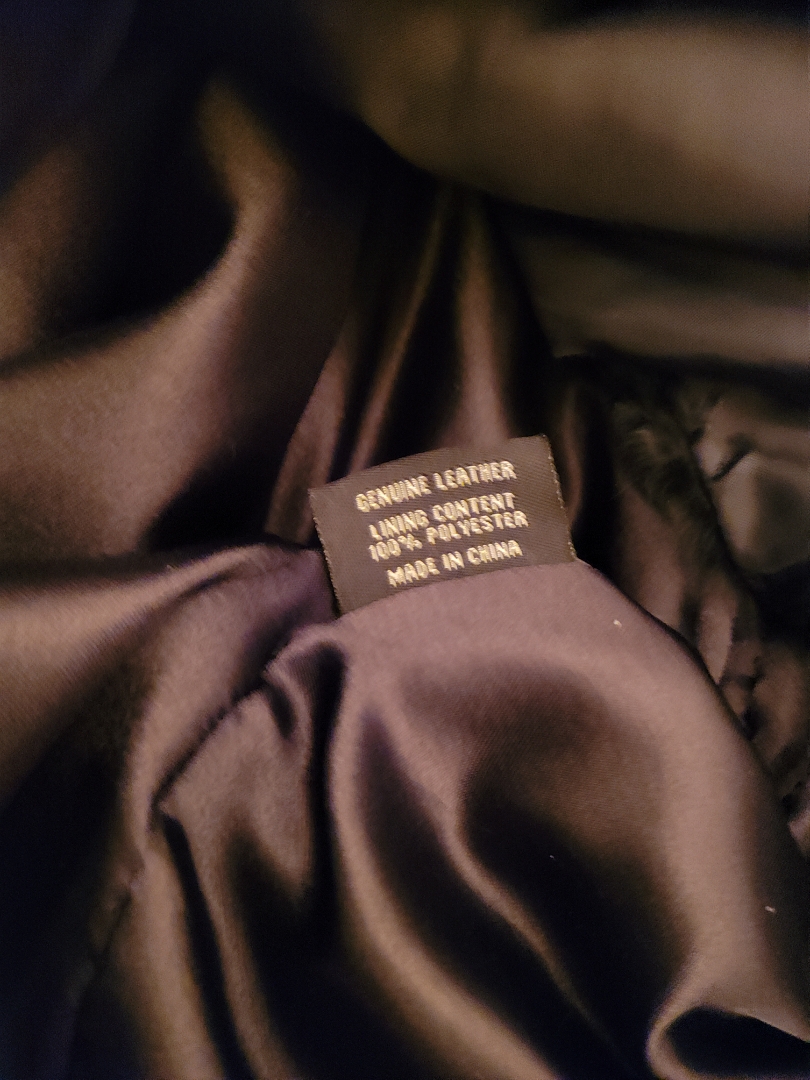 GENUINE LEATHER
LINING CONTENT
100% POLYESTER
MADE IN CHINA